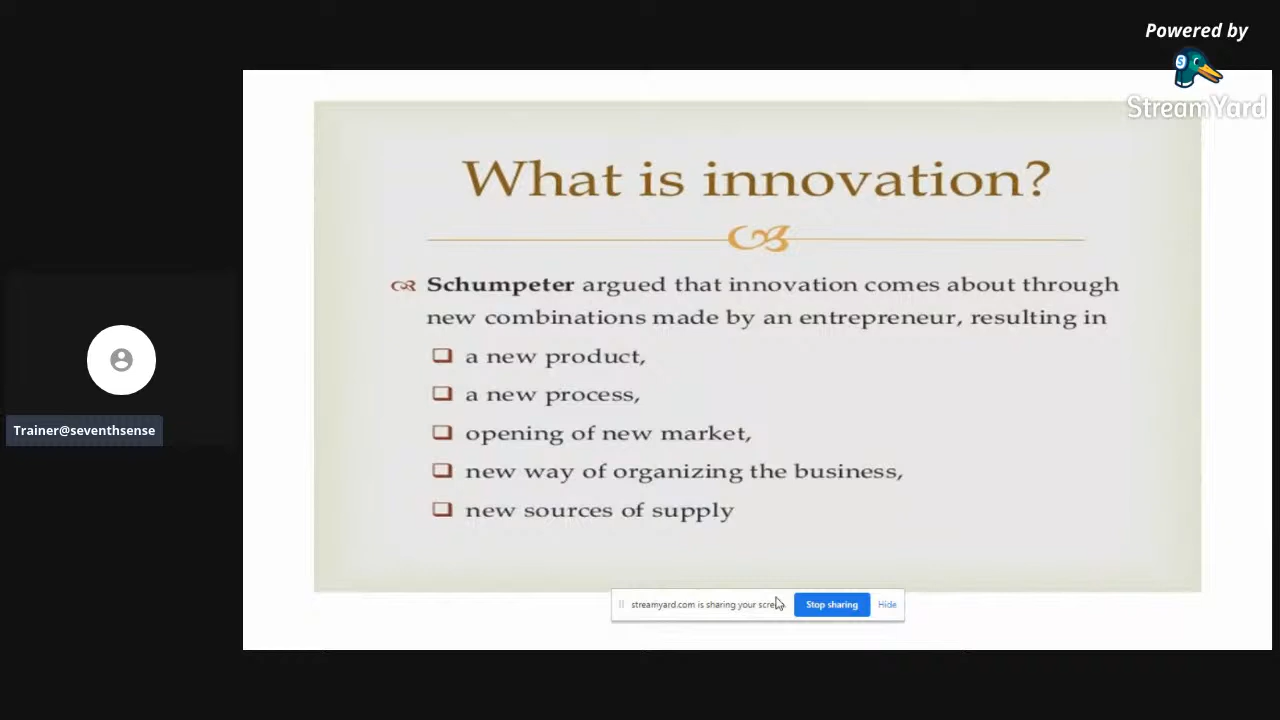 Powered by
StreamYard
What is innovation?
Schumpeter argued that innovation comes about through
new combinations made by an entrepreneur, resulting in
a new product,
a new process,
opening of new market,
new way of organizing the business,
new sources of supply
Trainer@seventhsense
streamyard.com is sharing your scre
Stop sharing
Hide